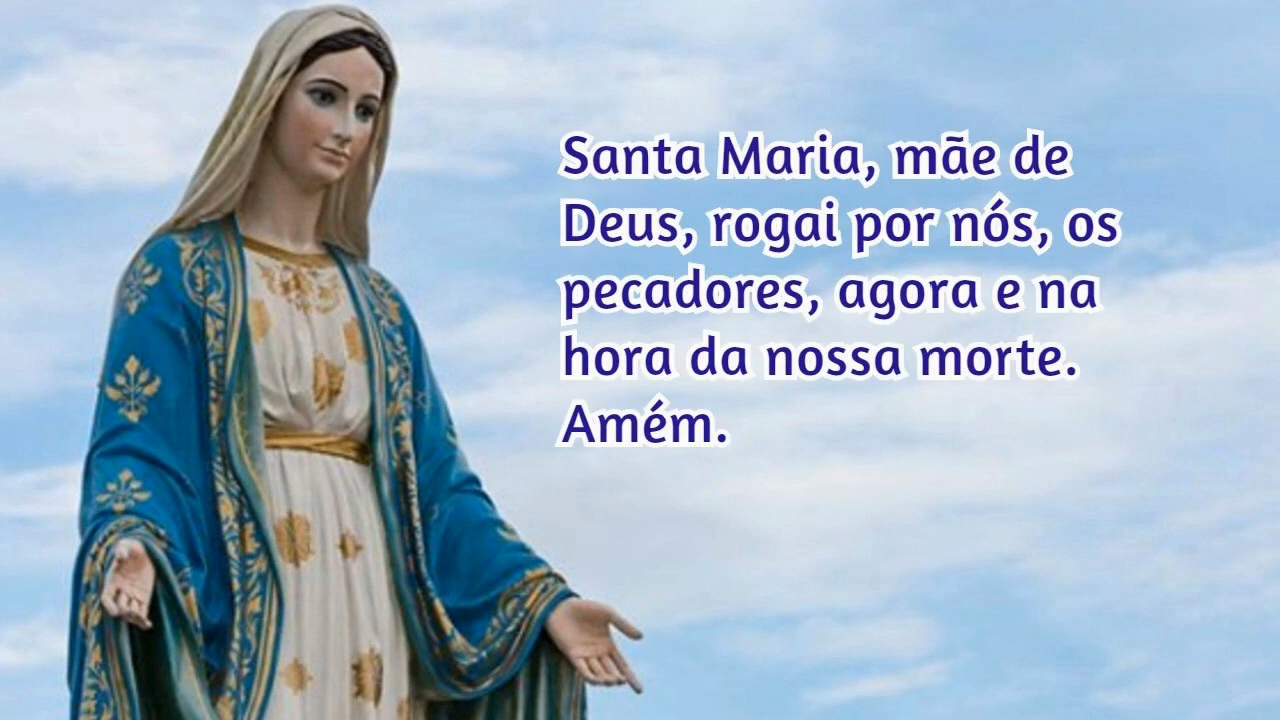 Santa Maria, mãe de
Deus, rogai por nós, os
pecadores, agora e na
hora da nossa morte.
Amém.